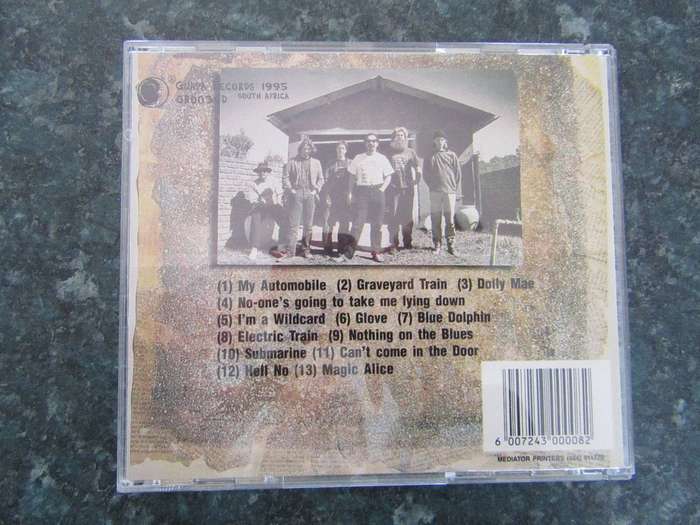 RECORDS 1995
SOUTH AFRICA
(1) My Automobile (2) Graveyard Train (3) Dolly Mae
(4) No-one's going to take me lying down
(5) I'm a Wildcard (6) Glove (7) Blue Dolphin
(8) Electric Train (9) Nothing on the Blues
(10) Submarine (11) Can't come in the Door
(12) Hell No (13) Magic Alice
6 007243 000082
MEDIATOR PRINTERS